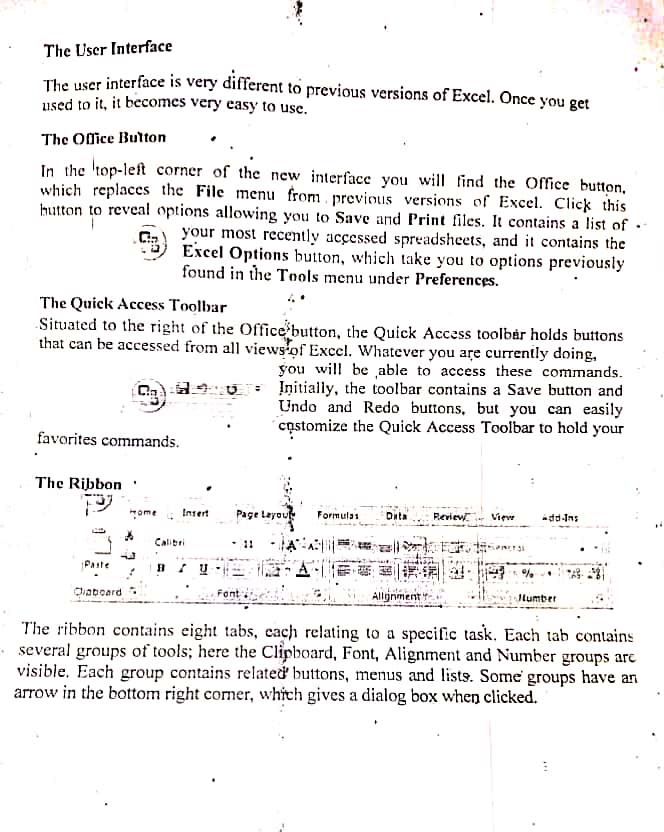 The User Interface
The user interface is very different to previous versions of Excel. Once you get
used to it, it becomes very easy to use.
The Office Button
In the top-left corner of the new interface you will find the Office button,
which replaces the File menu from previous versions of Excel. Click this
button to reveal options allowing you to Save and Print files. It contains a list of
your most recently accessed spreadsheets, and it contains the
Excel Options button, which take you to options previously
found in the Tools menu under Preferences.
The Quick Access Toolbar
Situated to the right of the Office button, the Quick Access toolbar holds buttons
that can be accessed from all views of Excel. Whatever you are currently doing,
you will be able to access these commands.
Initially, the toolbar contains a Save button and
Undo and Redo buttons, but you can easily
customize the Quick Access Toolbar to hold your
favorites commands.
The Ribbon
Home Insert Page Layout Formulas Data Review View Add-Ins
Calibri 11 General
Paste B I U A %
Clipboard Font Alignment Number
The ribbon contains eight tabs, each relating to a specific task. Each tab contains
several groups of tools; here the Clipboard, Font, Alignment and Number groups are
visible. Each group contains related buttons, menus and lists. Some groups have an
arrow in the bottom right corner, which gives a dialog box when clicked.